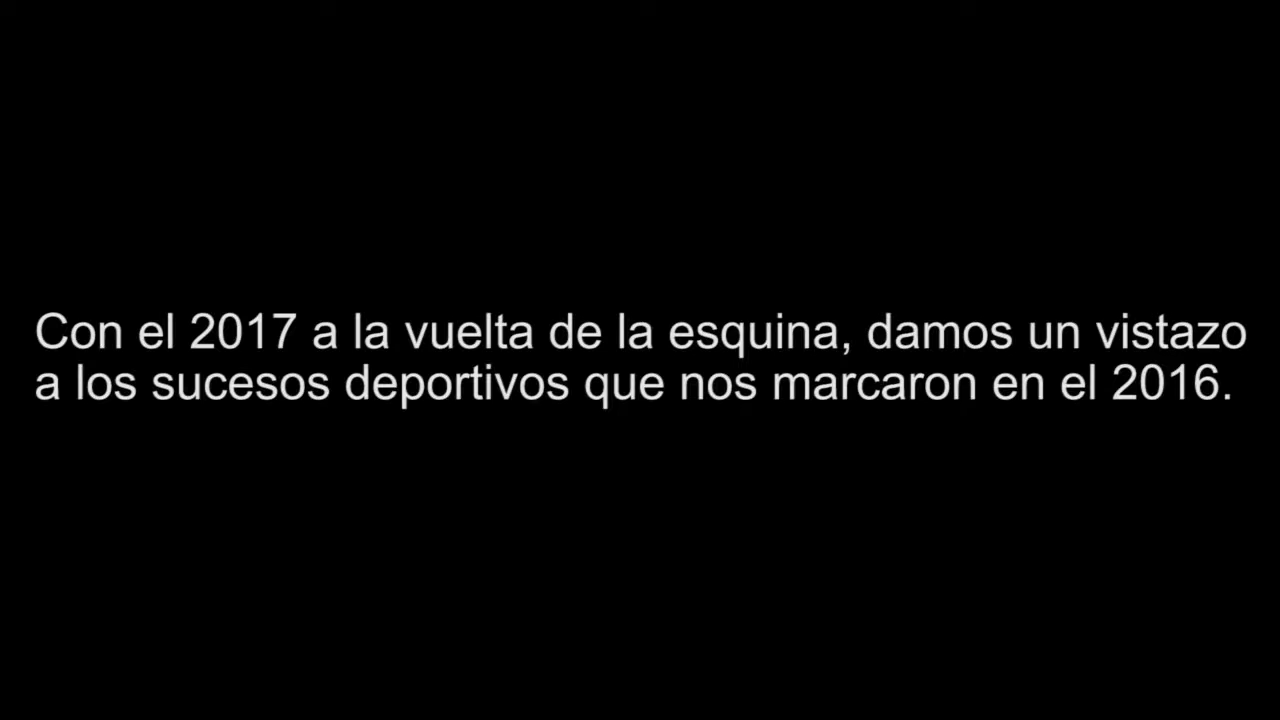 Con el 2017 a la vuelta de la esquina, damos un vistazo
a los sucesos deportivos que nos marcaron en el 2016.